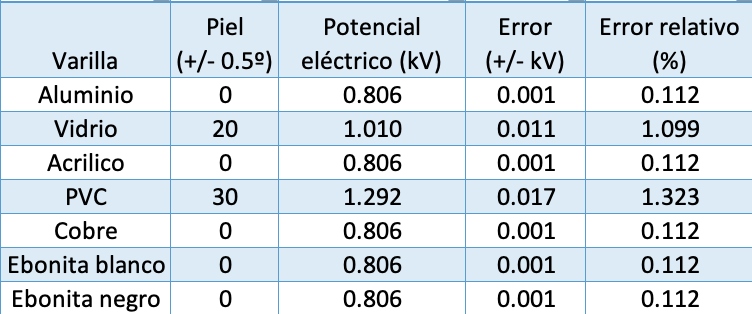 Varilla Piel (+/- 0.5º) Potencial eléctrico (kV) Error (+/- kV) Error relativo (%)
Aluminio 0 0.806 0.001 0.112
Vidrio 20 1.010 0.011 1.099
Acrilico 0 0.806 0.001 0.112
PVC 30 1.292 0.017 1.323
Cobre 0 0.806 0.001 0.112
Ebonita blanco 0 0.806 0.001 0.112
Ebonita negro 0 0.806 0.001 0.112